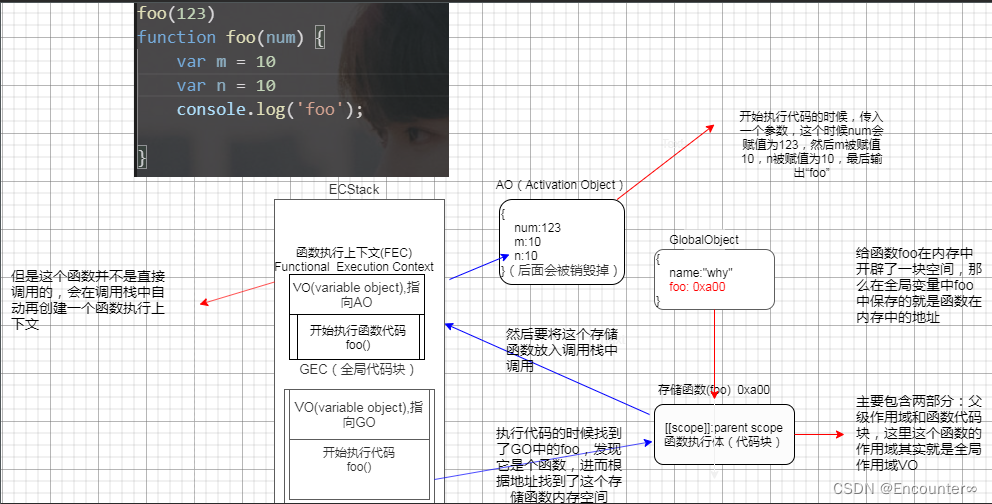 foo(123)
function foo(num) {
var m = 10
var n = 10
console.log('foo');
}
开始执行代码的时候，传入
一个参数，这个时候num会
赋值为123，然后m被赋值
10，n被赋值为10，最后输
出“foo”
ECStack
AO（Activation Object）
{
num:123
m:10
n:10
}（后面会被销毁掉）
GlobalObject
{
name:"why"
foo: 0xa00
}
给函数foo在内存中
开辟了一块空间，那
么在全局变量中foo
中保存的就是函数在
内存中的地址
函数执行上下文(FEC)
Functional Execution Context
VO(variable object),指
向AO
开始执行函数代码
foo()
但是这个函数并不是直接
调用的，会在调用栈中自
动再创建一个函数执行上
下文
然后要将这个存储
函数放入调用栈中
调用
GEC（全局代码块）
VO(variable object),指
向GO
开始执行代码
foo()
存储函数(foo) 0xa00
[[scope]]:parent scope
函数执行体（代码块）
主要包含两部分：父
级作用域和函数代码
块，这里这个函数的
作用域其实就是全局
作用域VO
执行代码的时候找到
了GO中的foo，发现
它是个函数，进而根
据地址找到了这个存
储函数内存空间
CSDN @Encounter∞